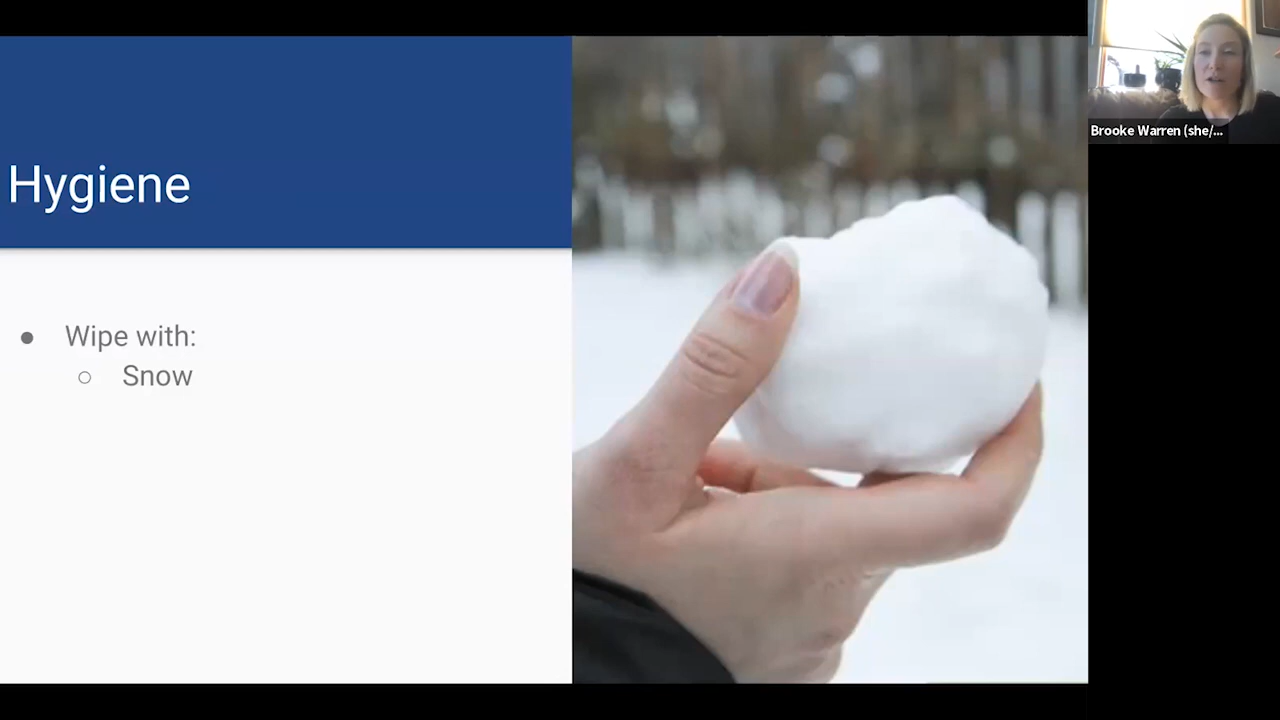 Hygiene
● Wipe with:
○ Snow
Brooke Warren (she/...